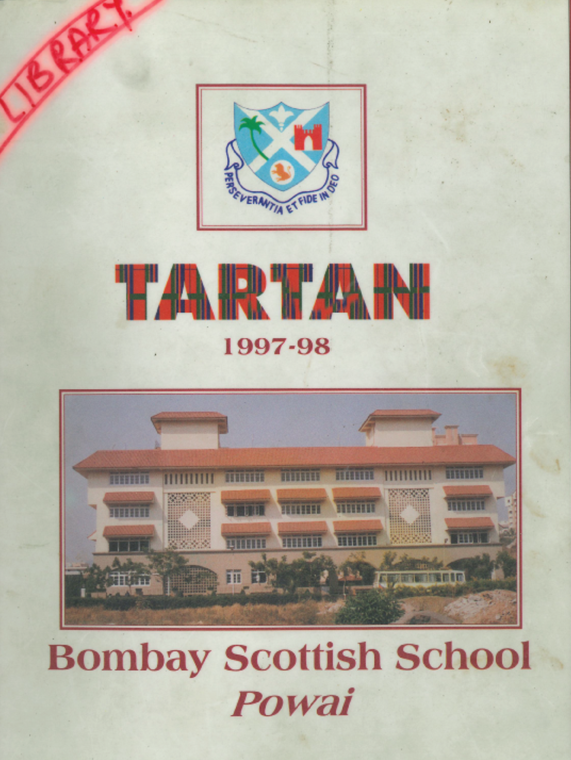 LIBRARY.
PERSEVERANTIA ET FIDE IN DEO
TARTAN
1997-98
Bombay Scottish School
Powai